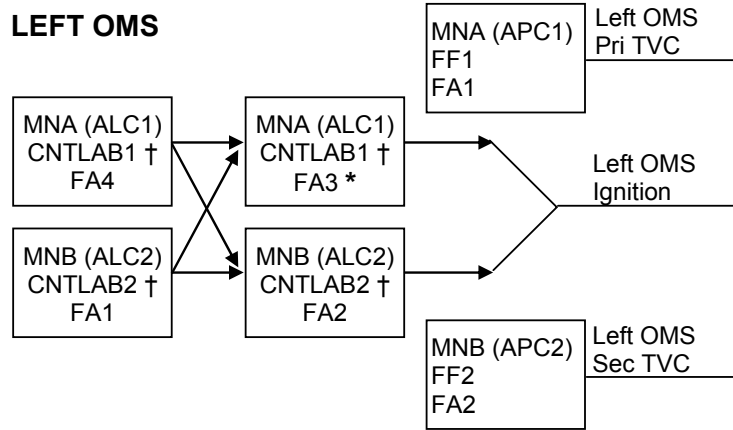 LEFT OMS
MNA (APC1)
FF1
FA1
Left OMS
Pri TVC
MNA (ALC1)
CNTLAB1 †
FA4
MNA (ALC1)
CNTLAB1 †
FA3 *
Left OMS
Ignition
MNB (ALC2)
CNTLAB2 †
FA1
MNB (ALC2)
CNTLAB2 †
FA2
MNB (APC2)
FF2
FA2
Left OMS
Sec TVC